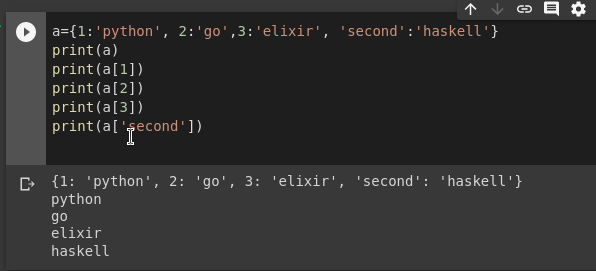 a={1:'python', 2:'go',3:'elixir', 'second':'haskell'}
print(a)
print(a[1])
print(a[2])
print(a[3])
print(a['second'])
{1: 'python', 2: 'go', 3: 'elixir', 'second': 'haskell'}
python
go
elixir
haskell